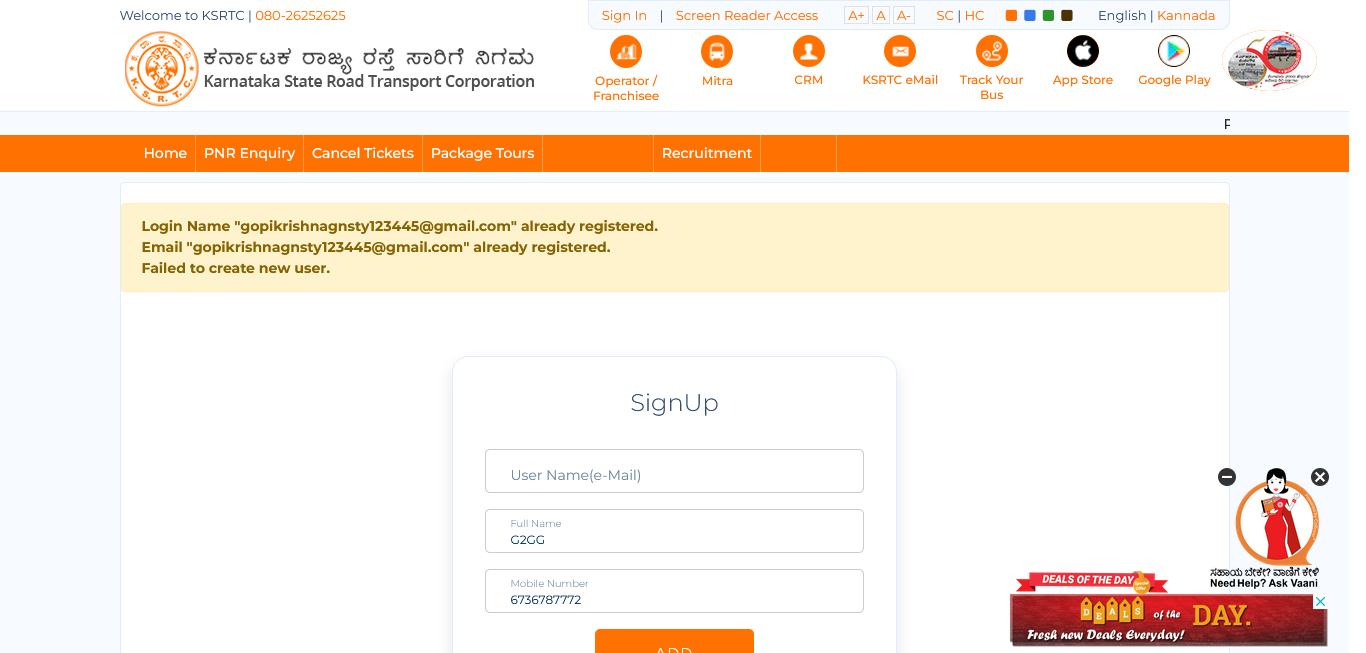 Welcome to KSRTC | 080-26252625
Sign In | Screen Reader Access A+ A A- SC | HC English | Kannada
ಕರ್ನಾಟಕ ರಾಜ್ಯ ರಸ್ತೆ ಸಾರಿಗೆ ನಿಗಮ
Karnataka State Road Transport Corporation
K. S. R. T. C
Operator /
Franchisee
Mitra
CRM
KSRTC eMail
Track Your
Bus
App Store
Google Play
Home PNR Enquiry Cancel Tickets Package Tours Recruitment
Login Name "gopikrishnagnsty123445@gmail.com" already registered.
Email "gopikrishnagnsty123445@gmail.com" already registered.
Failed to create new user.
SignUp
User Name(e-Mail)
Full Name
G2GG
Mobile Number
6736787772
ADD
ಸಹಾಯ ಬೇಕೇ? ವಾಣಿಗೆ ಕೇಳಿ
Need Help? Ask Vaani
DEALS OF THE DAY
Special
Offer
DEALS of the DAY.
Fresh new Deals Everyday!